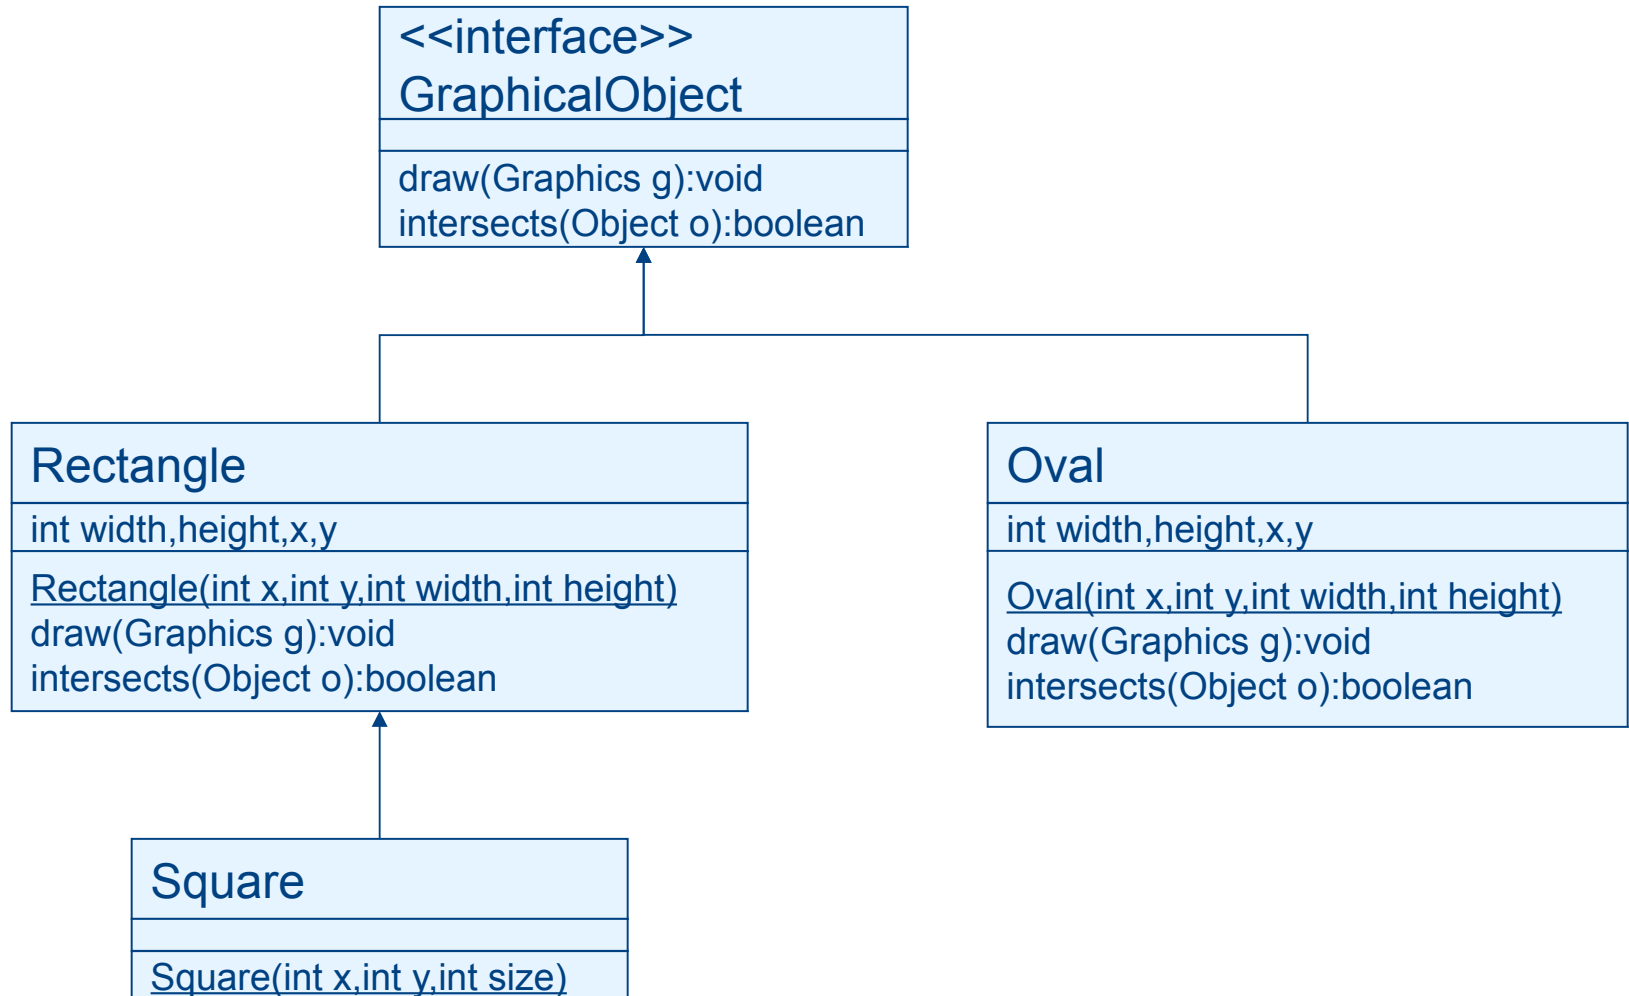 <<interface>>
GraphicalObject
draw(Graphics g):void
intersects(Object o):boolean
Rectangle
int width,height,x,y
Rectangle(int x,int y,int width,int height)
draw(Graphics g):void
intersects(Object o):boolean
Oval
int width,height,x,y
Oval(int x,int y,int width,int height)
draw(Graphics g):void
intersects(Object o):boolean
Square
Square(int x,int y,int size)